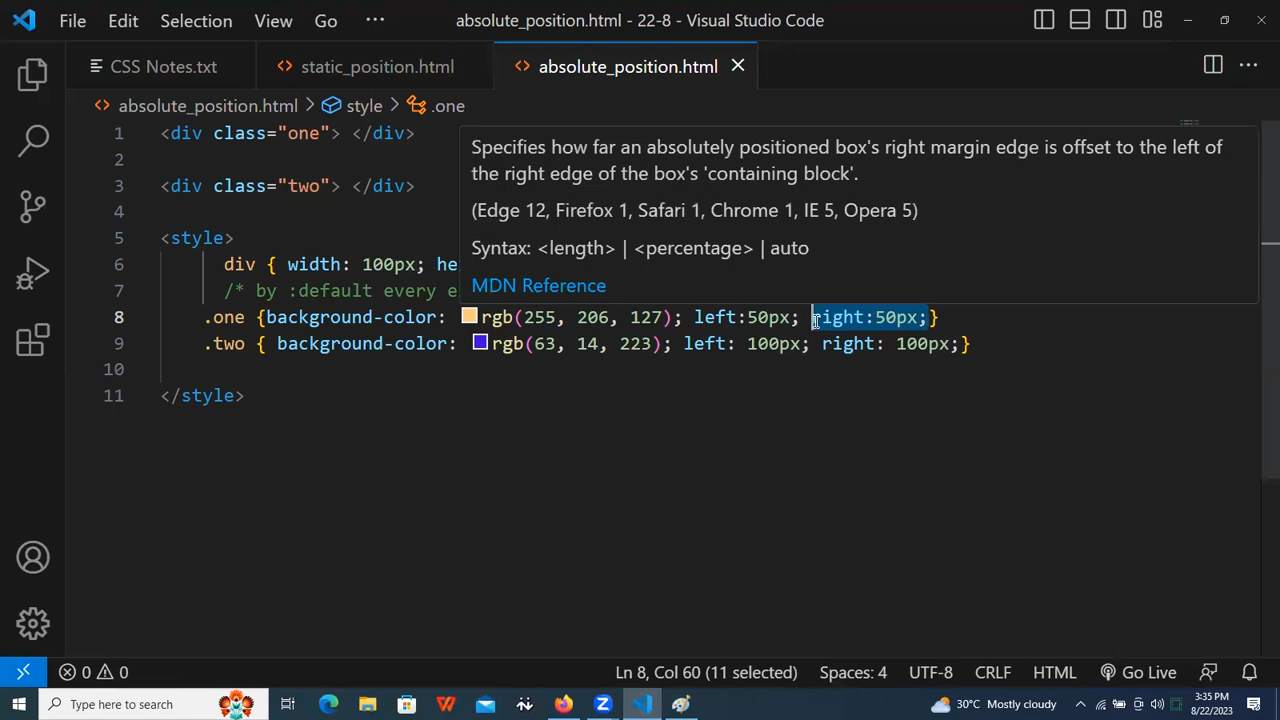 File Edit Selection View Go ··· absolute_position.html - 22-8 - Visual Studio Code
CSS Notes.txt static_position.html absolute_position.html
absolute_position.html > style > .one
1 <div class="one"> </div>
2
3 <div class="two"> </div>
4
5 <style>
6 div { width: 100px; he
7 /* by :default every e
8 .one {background-color: rgb(255, 206, 127); left:50px; right:50px;}
9 .two { background-color: rgb(63, 14, 223); left: 100px; right: 100px;}
10
11 </style>
Specifies how far an absolutely positioned box's right margin edge is offset to the left of
the right edge of the box's 'containing block'.
(Edge 12, Firefox 1, Safari 1, Chrome 1, IE 5, Opera 5)
Syntax: <length> | <percentage> | auto
MDN Reference
0 0 Ln 8, Col 60 (11 selected) Spaces: 4 UTF-8 CRLF HTML Go Live
Type here to search 30°C Mostly cloudy 3:35 PM
8/22/2023